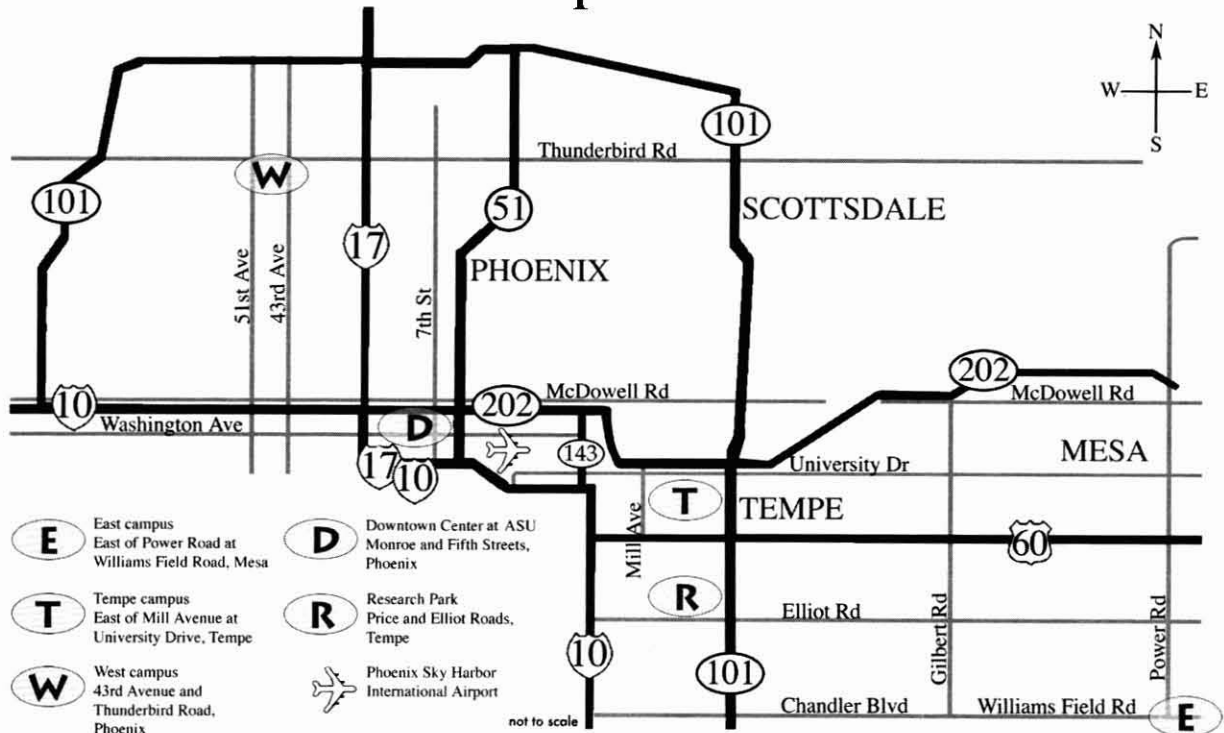 N
W E
S
101
Thunderbird Rd
W
101
51
SCOTTSDALE
17
PHOENIX
51st Ave
43rd Ave
7th St
202
McDowell Rd
10
202
McDowell Rd
Washington Ave
D
143
MESA
17
10
University Dr
T
TEMPE
Mill Ave
60
R
Elliot Rd
Gilbert Rd
Power Rd
10
101
Chandler Blvd
Williams Field Rd
E
not to scale
E
East campus
East of Power Road at
Williams Field Road, Mesa
T
Tempe campus
East of Mill Avenue at
University Drive, Tempe
W
West campus
43rd Avenue and
Thunderbird Road,
Phoenix
D
Downtown Center at ASU
Monroe and Fifth Streets,
Phoenix
R
Research Park
Price and Elliot Roads,
Tempe
Phoenix Sky Harbor
International Airport